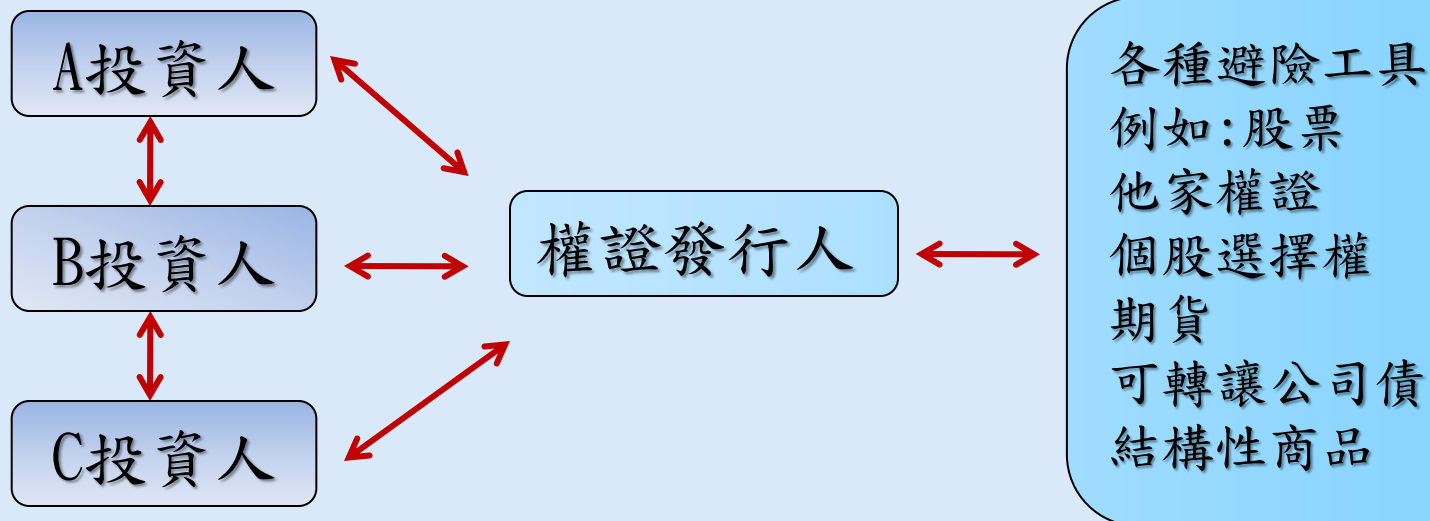 A投資人
B投資人
C投資人
權證發行人
各種避險工具
例如:股票
他家權證
個股選擇權
期貨
可轉讓公司債
結構性商品